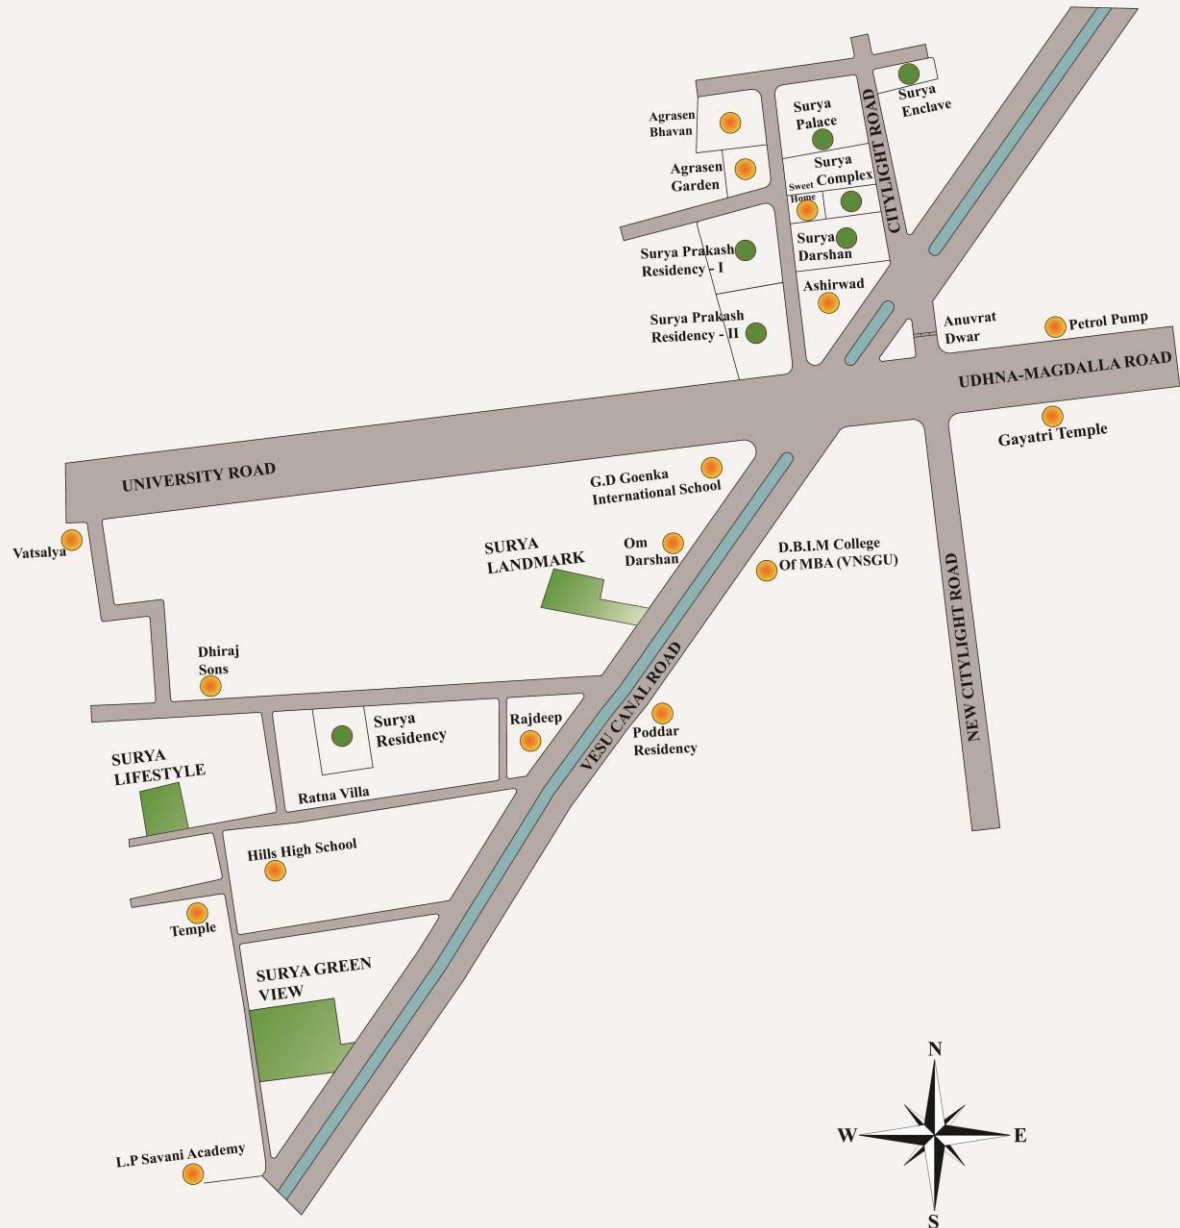 Surya
Enclave
Agrasen
Bhavan
Surya
Palace
CITYLIGHT ROAD
Agrasen
Garden
Surya
Complex
Sweet
Home
Surya
Darshan
Surya Prakash
Residency - I
Ashirwad
Surya Prakash
Residency - II
Anuvrat
Dwar
Petrol Pump
UDHNA-MAGDALLA ROAD
Gayatri Temple
UNIVERSITY ROAD
G.D Goenka
International School
Vatsalya
SURYA
LANDMARK
Om
Darshan
D.B.I.M College
Of MBA (VNSGU)
NEW CITYLIGHT ROAD
Dhiraj
Sons
VESU CANAL ROAD
Surya
Residency
Rajdeep
Poddar
Residency
SURYA
LIFESTYLE
Ratna Villa
Hills High School
Temple
SURYA GREEN
VIEW
L.P Savani Academy
N
W
E
S